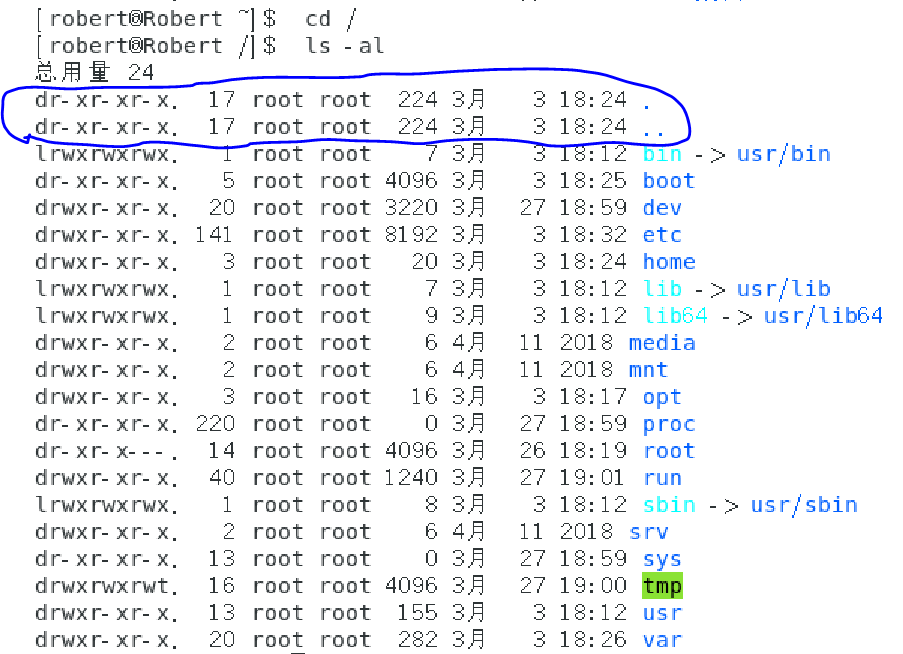 [robert@Robert ~]$ cd /
[robert@Robert /]$ ls -al
总用量 24
dr-xr-xr-x. 17 root root 224 3月 3 18:24 .
dr-xr-xr-x. 17 root root 224 3月 3 18:24 ..
lrwxrwxrwx. 1 root root 7 3月 3 18:12 bin -> usr/bin
dr-xr-xr-x. 5 root root 4096 3月 3 18:25 boot
drwxr-xr-x. 20 root root 3220 3月 27 18:59 dev
drwxr-xr-x. 141 root root 8192 3月 3 18:32 etc
drwxr-xr-x. 3 root root 20 3月 3 18:24 home
lrwxrwxrwx. 1 root root 7 3月 3 18:12 lib -> usr/lib
lrwxrwxrwx. 1 root root 9 3月 3 18:12 lib64 -> usr/lib64
drwxr-xr-x. 2 root root 6 4月 11 2018 media
drwxr-xr-x. 2 root root 6 4月 11 2018 mnt
drwxr-xr-x. 3 root root 16 3月 3 18:17 opt
dr-xr-xr-x. 220 root root 0 3月 27 18:59 proc
dr-xr-x---. 14 root root 4096 3月 26 18:19 root
drwxr-xr-x. 40 root root 1240 3月 27 19:01 run
lrwxrwxrwx. 1 root root 8 3月 3 18:12 sbin -> usr/sbin
drwxr-xr-x. 2 root root 6 4月 11 2018 srv
dr-xr-xr-x. 13 root root 0 3月 27 18:59 sys
drwxrwxrwt. 16 root root 4096 3月 27 19:00 tmp
drwxr-xr-x. 13 root root 155 3月 3 18:12 usr
drwxr-xr-x. 20 root root 282 3月 3 18:26 var